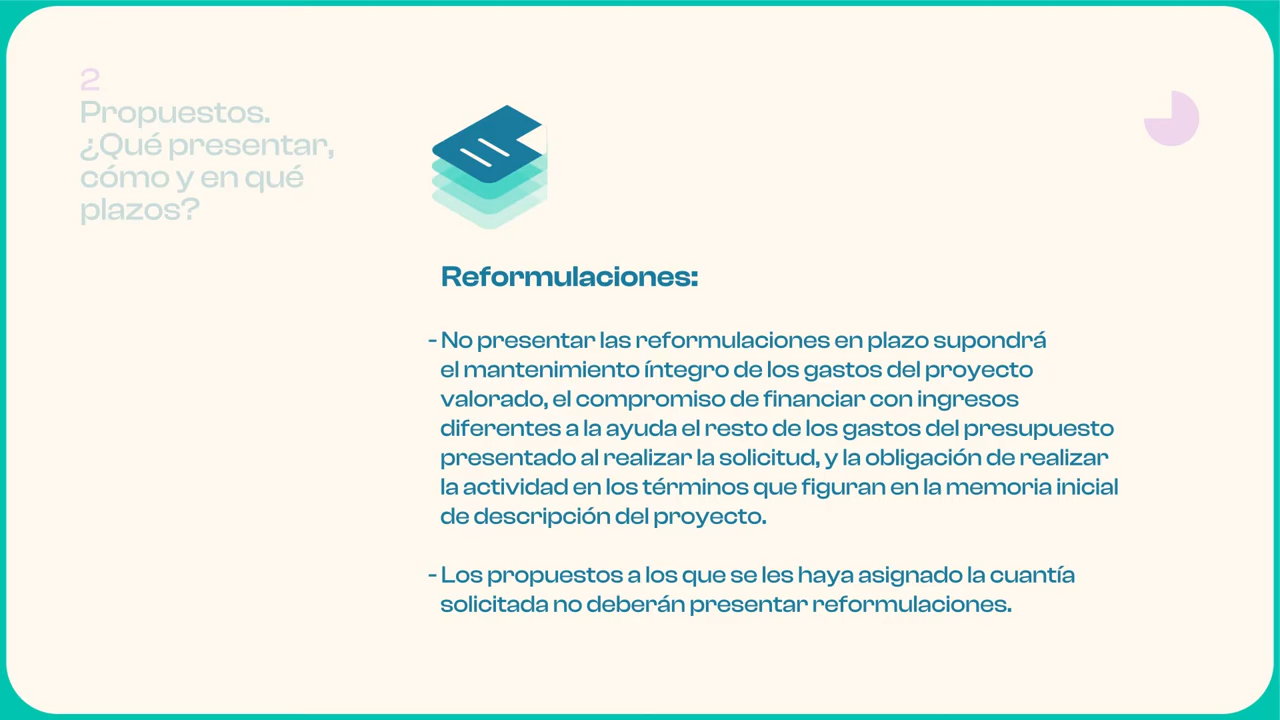 2
Propuestos.
¿Qué presentar,
cómo y en qué
plazos?
Reformulaciones:
- No presentar las reformulaciones en plazo supondrá
el mantenimiento íntegro de los gastos del proyecto
valorado, el compromiso de financiar con ingresos
diferentes a la ayuda el resto de los gastos del presupuesto
presentado al realizar la solicitud, y la obligación de realizar
la actividad en los términos que figuran en la memoria inicial
de descripción del proyecto.
- Los propuestos a los que se les haya asignado la cuantía
solicitada no deberán presentar reformulaciones.